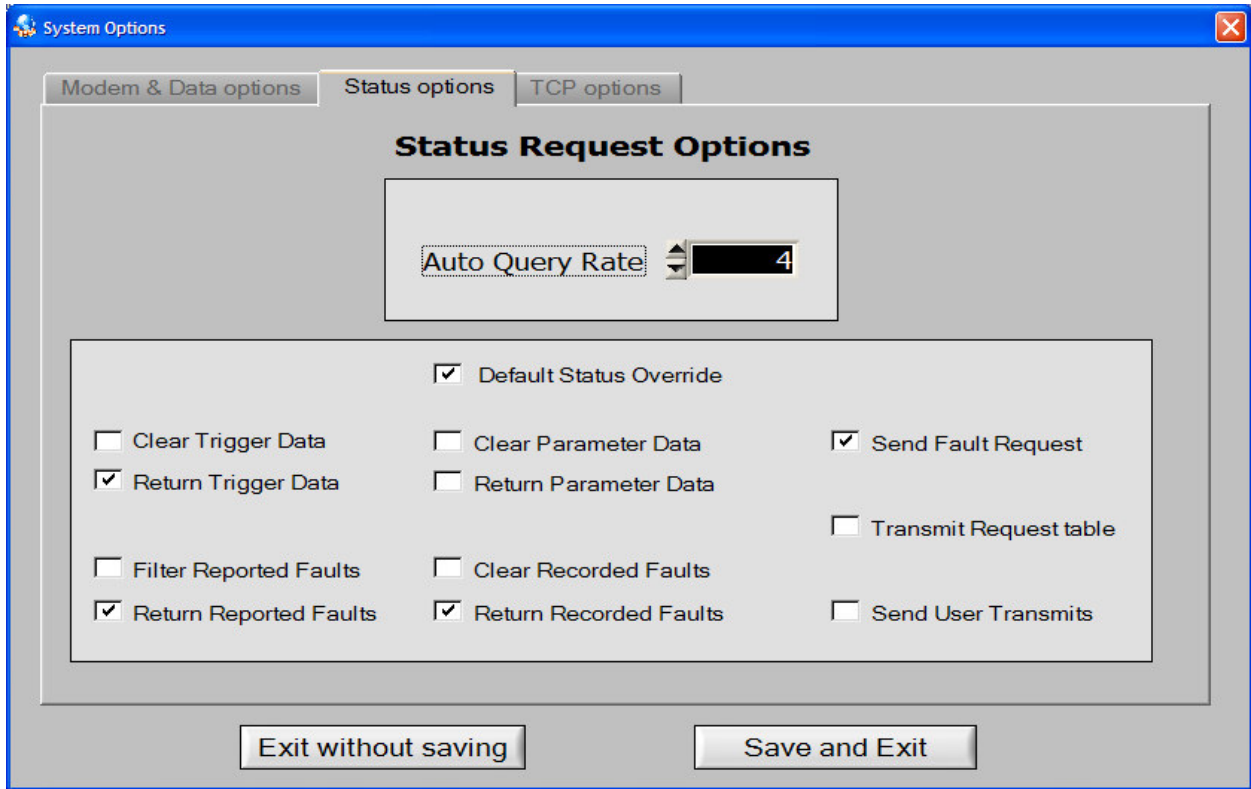 System Options
Modem & Data options Status options TCP options
Status Request Options
Auto Query Rate 4
Default Status Override
Clear Trigger Data Clear Parameter Data Send Fault Request
Return Trigger Data Return Parameter Data
Transmit Request table
Filter Reported Faults Clear Recorded Faults
Return Reported Faults Return Recorded Faults Send User Transmits
Exit without saving Save and Exit